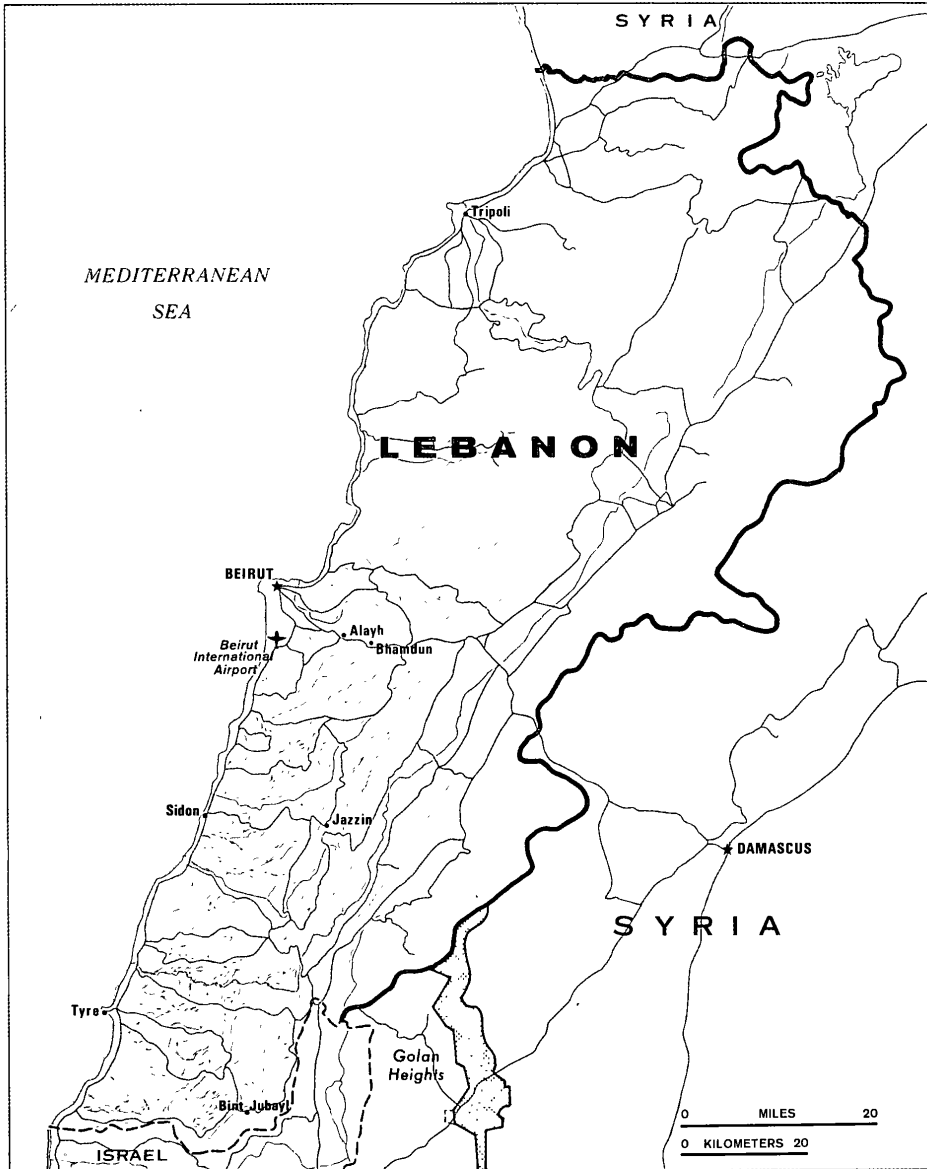 SYRIA
Tripoli
MEDITERRANEAN
SEA
LEBANON
BEIRUT
Alayh
Bhamdun
Beirut
International
Airport
Sidon
Jazzin
DAMASCUS
SYRIA
Tyre
Golan
Heights
Bint Jubayl
ISRAEL
0 MILES 20
0 KILOMETERS 20